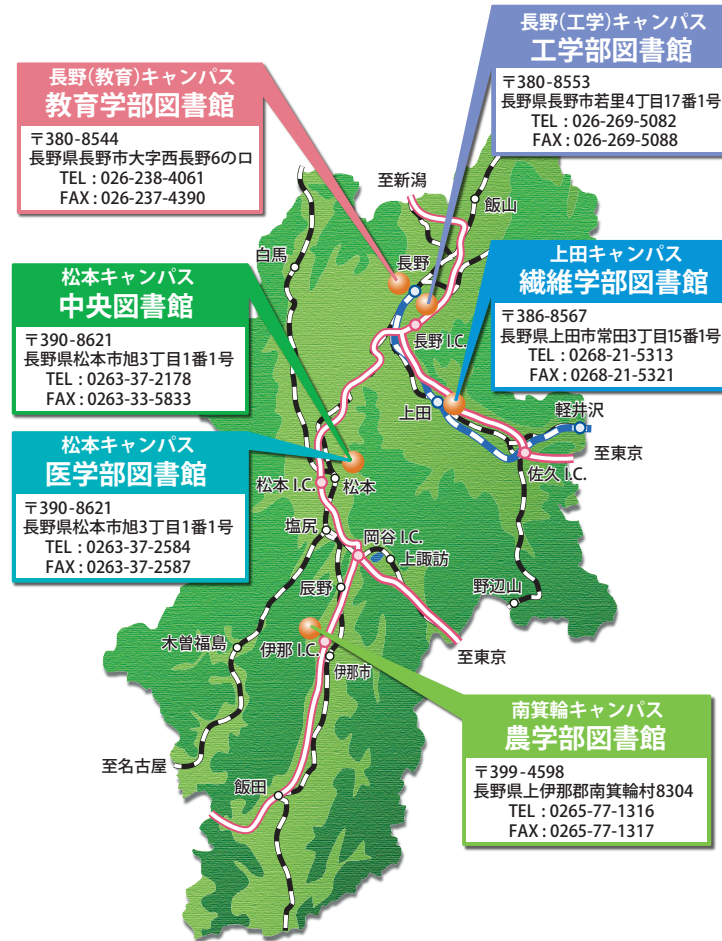 長野(工学)キャンパス
工学部図書館
〒380-8553
長野県長野市若里4丁目17番1号
TEL : 026-269-5082
FAX : 026-269-5088
長野(教育)キャンパス
教育学部図書館
〒380-8544
長野県長野市大字西長野6のロ
TEL : 026-238-4061
FAX : 026-237-4390
上田キャンパス
繊維学部図書館
〒386-8567
長野県上田市常田3丁目15番1号
TEL : 0268-21-5313
FAX : 0268-21-5321
松本キャンパス
中央図書館
〒390-8621
長野県松本市旭3丁目1番1号
TEL : 0263-37-2178
FAX : 0263-33-5833
松本キャンパス
医学部図書館
〒390-8621
長野県松本市旭3丁目1番1号
TEL : 0263-37-2584
FAX : 0263-37-2587
南箕輪キャンパス
農学部図書館
〒399-4598
長野県上伊那郡南箕輪村8304
TEL : 0265-77-1316
FAX : 0265-77-1317
至新潟
飯山
白馬
長野
長野 I.C.
上田
軽井沢
至東京
佐久 I.C.
松本 I.C.
松本
塩尻
岡谷 I.C.
上諏訪
辰野
野辺山
木曽福島
伊那 I.C.
伊那市
至東京
至名古屋
飯田